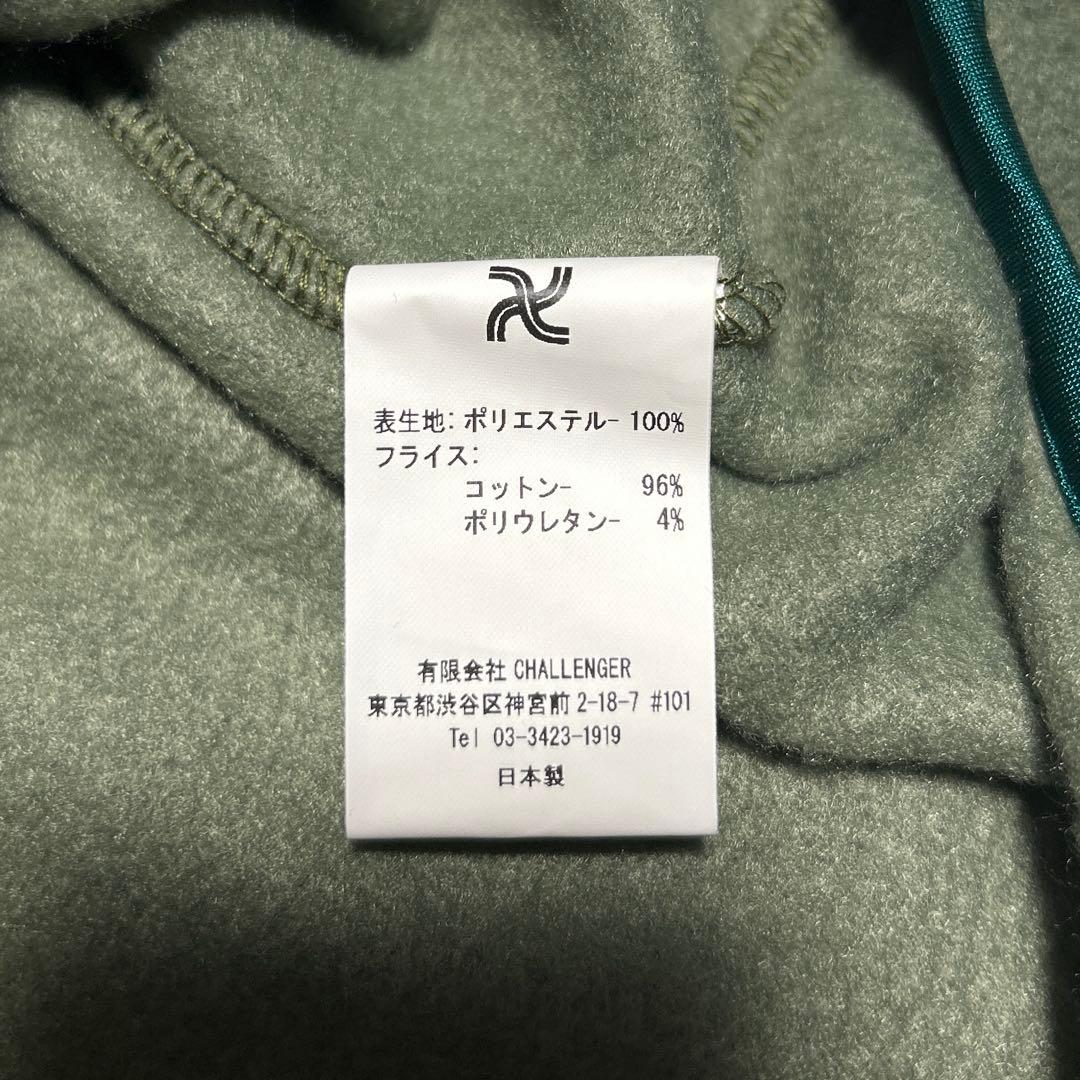 表生地: ポリエステル- 100%
フライス:
コットン- 96%
ポリウレタン- 4%
有限会社 CHALLENGER
東京都渋谷区神宮前 2-18-7 #101
Tel 03-3423-1919
日本製